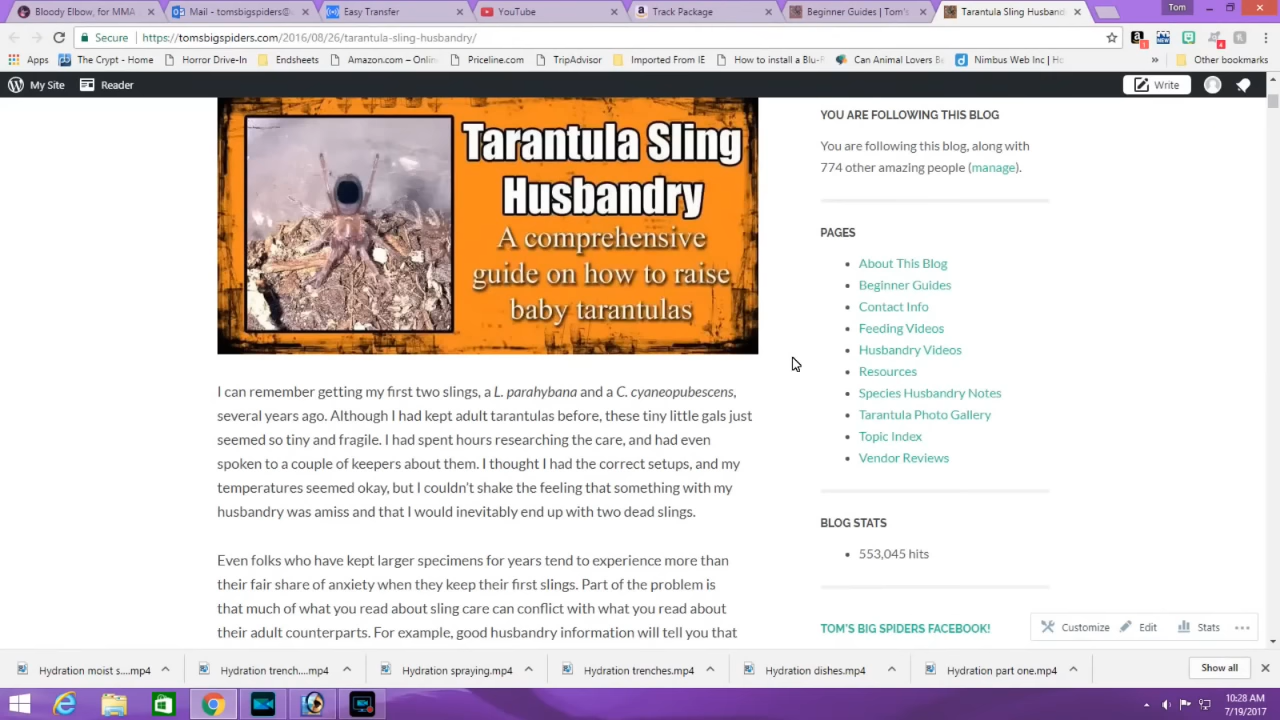 Bloody Elbow, for MMA
Mail - tomsbigspiders@
Easy Transfer
YouTube
Track Package
Beginner Guides | Tom's
Tarantula Sling Husband
Tom
Secure
https://tomsbigspiders.com/2016/08/26/tarantula-sling-husbandry/
Apps
The Crypt - Home
Horror Drive-In
Endsheets
Amazon.com – Onlin
Priceline.com
TripAdvisor
Imported From IE
How to install a Blu-R
Can Animal Lovers Be
Nimbus Web Inc | Ho
»
Other bookmarks
My Site
Reader
Write
Tarantula Sling
Husbandry
A comprehensive
guide on how to raise
baby tarantulas
I can remember getting my first two slings, a L. parahybana and a C. cyaneopubescens,
several years ago. Although I had kept adult tarantulas before, these tiny little gals just
seemed so tiny and fragile. I had spent hours researching the care, and had even
spoken to a couple of keepers about them. I thought I had the correct setups, and my
temperatures seemed okay, but I couldn't shake the feeling that something with my
husbandry was amiss and that I would inevitably end up with two dead slings.
Even folks who have kept larger specimens for years tend to experience more than
their fair share of anxiety when they keep their first slings. Part of the problem is
that much of what you read about sling care can conflict with what you read about
their adult counterparts. For example, good husbandry information will tell you that
YOU ARE FOLLOWING THIS BLOG
You are following this blog, along with
774 other amazing people (manage).
PAGES
About This Blog
Beginner Guides
Contact Info
Feeding Videos
Husbandry Videos
Resources
Species Husbandry Notes
Tarantula Photo Gallery
Topic Index
Vendor Reviews
BLOG STATS
553,045 hits
TOM'S BIG SPIDERS FACEBOOK!
Customize
Edit
Stats
Hydration moist s....mp4
Hydration trench....mp4
Hydration spraying.mp4
Hydration trenches.mp4
Hydration dishes.mp4
Hydration part one.mp4
Show all
10:28 AM
7/19/2017